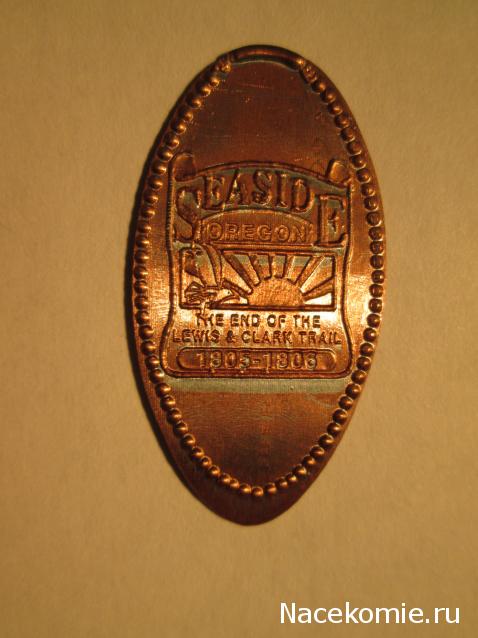 SEASIDE
OREGON
THE END OF THE
LEWIS & CLARK TRAIL
1805-1806
Nacekomie.ru